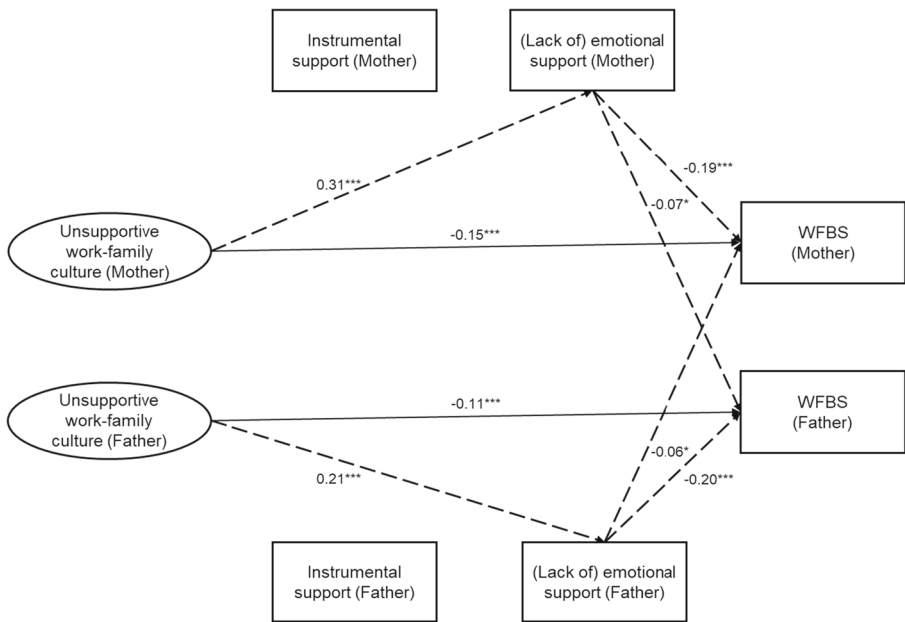 Instrumental
support (Mother)
(Lack of) emotional
support (Mother)
0.31***
-0.19***
-0.07*
Unsupportive
work-family
culture (Mother)
-0.15***
WFBS
(Mother)
Unsupportive
work-family
culture (Father)
-0.11***
WFBS
(Father)
-0.06*
0.21***
-0.20***
Instrumental
support (Father)
(Lack of) emotional
support (Father)